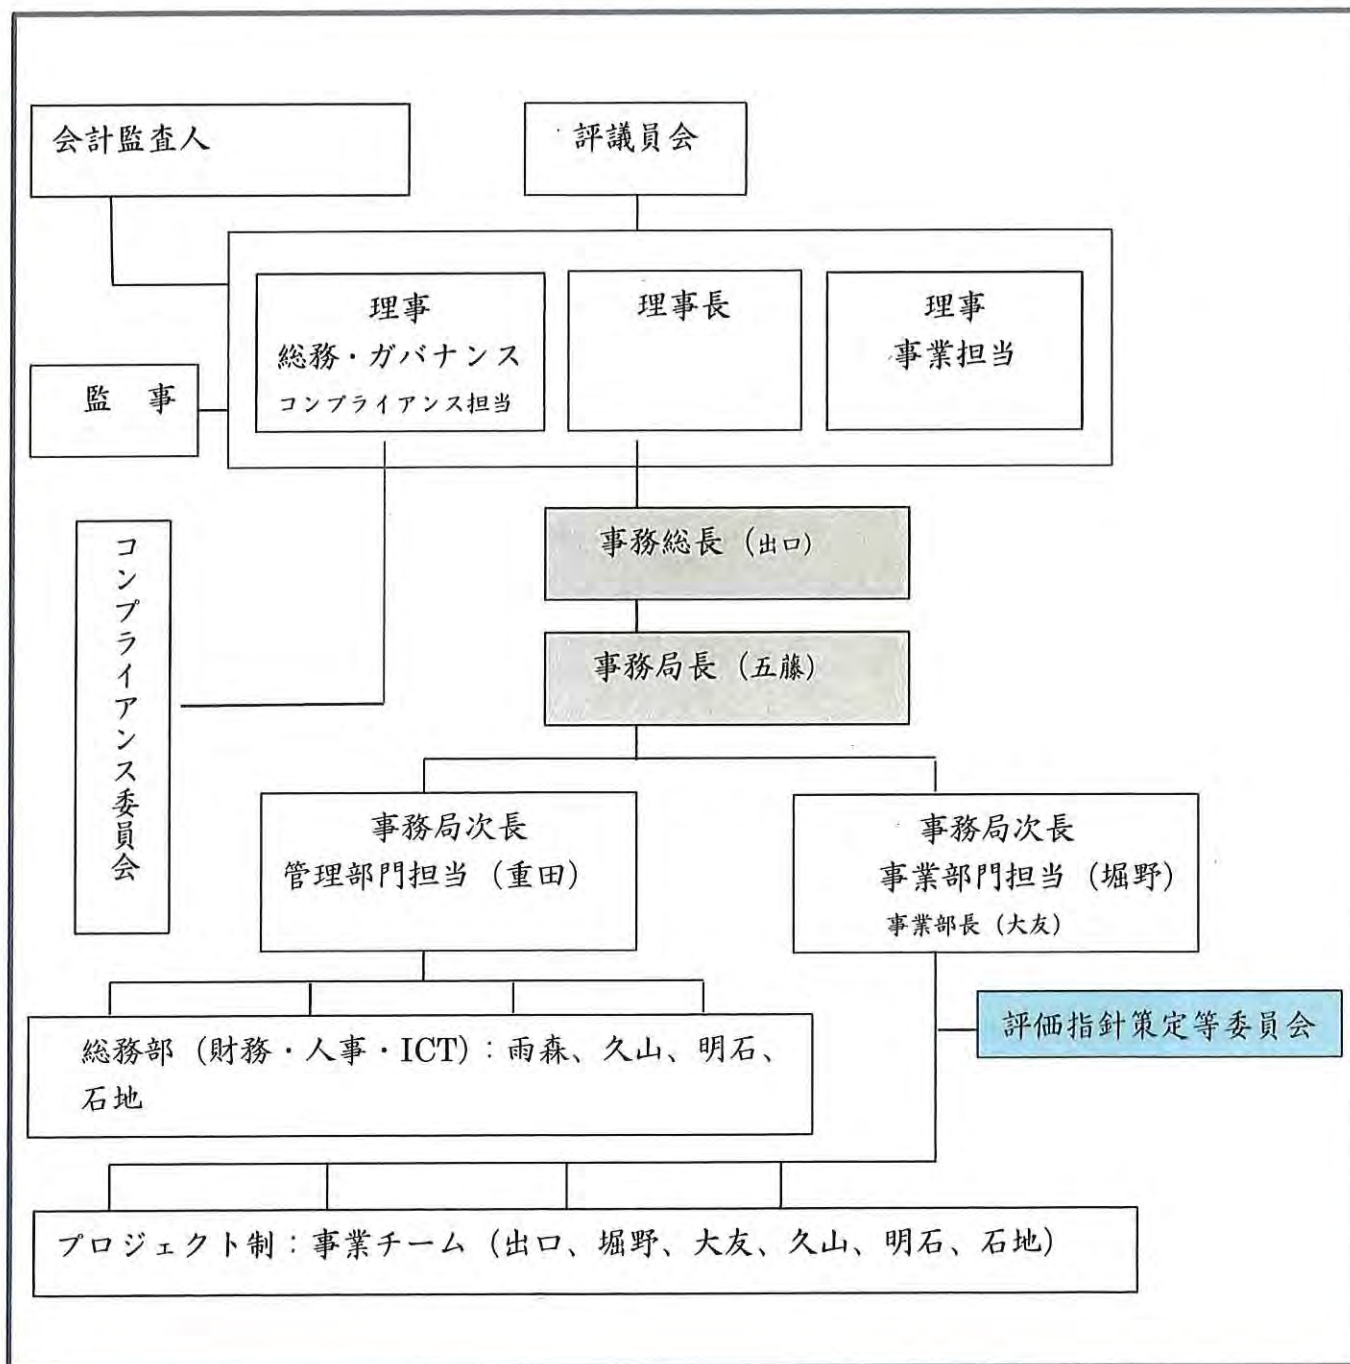 会計監査人
評議員会
理事
総務・ガバナンス
コンプライアンス担当
理事長
理事
事業担当
監　事
コンプライアンス委員会
事務総長（出口）
事務局長（五藤）
事務局次長
管理部門担当（重田）
事務局次長
事業部門担当（堀野）
事業部長（大友）
評価指針策定等委員会
総務部（財務・人事・ICT）：雨森、久山、明石、
石地
プロジェクト制：事業チーム（出口、堀野、大友、久山、明石、石地）